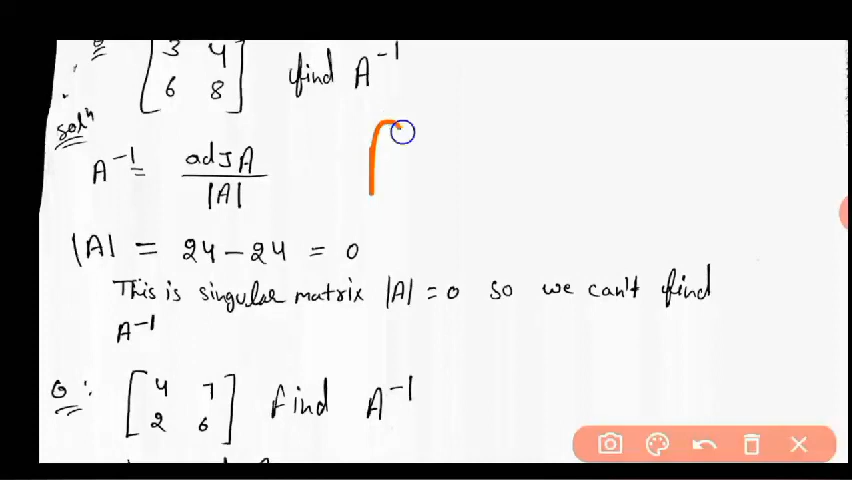 Q [3 4
6 8] find A⁻¹
Solⁿ
A⁻¹ = adj A / |A|
|A| = 24 - 24 = 0
This is singular matrix |A| = 0 so we can't find
A⁻¹
Q: [4 7
2 6] Find A⁻¹